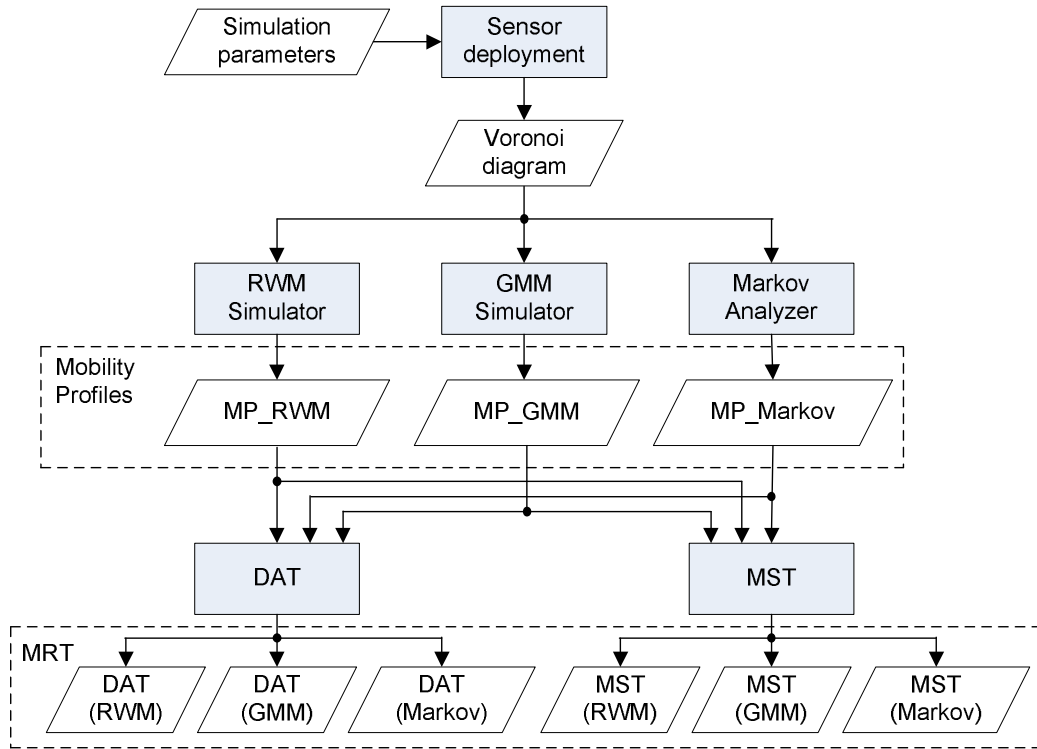 Simulation
parameters
Sensor
deployment
Voronoi
diagram
RWM
Simulator
GMM
Simulator
Markov
Analyzer
Mobility
Profiles
MP_RWM
MP_GMM
MP_Markov
DAT
MST
MRT
DAT
(RWM)
DAT
(GMM)
DAT
(Markov)
MST
(RWM)
MST
(GMM)
MST
(Markov)